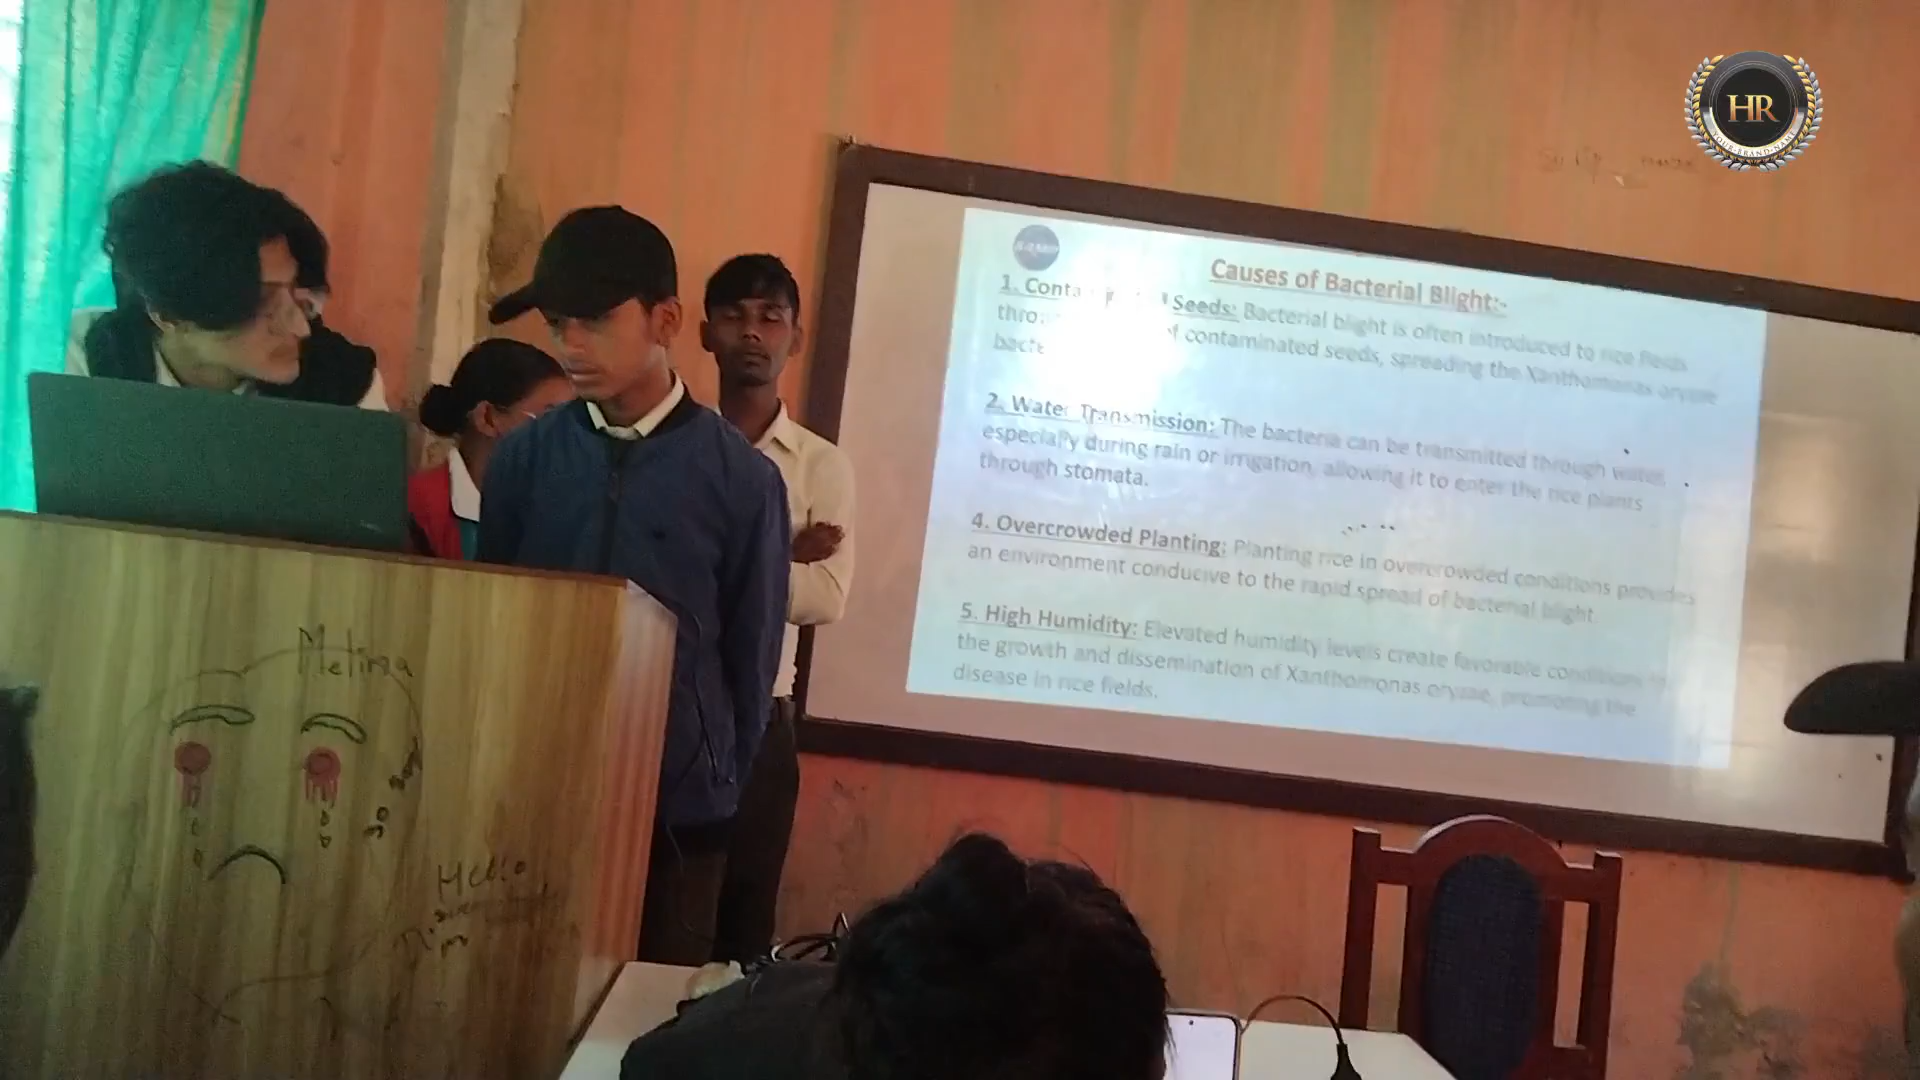 HR
YOUR BRAND NAME
Causes of Bacterial Blight:-
1. Conta Seeds: Bacterial blight is often introduced to rice fields
of contaminated seeds, spreading the Xanthomonas oryzae
2. Water Transmission: The bacteria can be transmitted through water,
especially during rain or irrigation, allowing it to enter the rice plants
through stomata.
4. Overcrowded Planting: Planting rice in overcrowded conditions provides
an environment conducive to the rapid spread of bacterial blight.
5. High Humidity: Elevated humidity levels create favorable conditions
the growth and dissemination of Xanthomonas oryzae, promoting the
disease in rice fields.
Melina
Hello